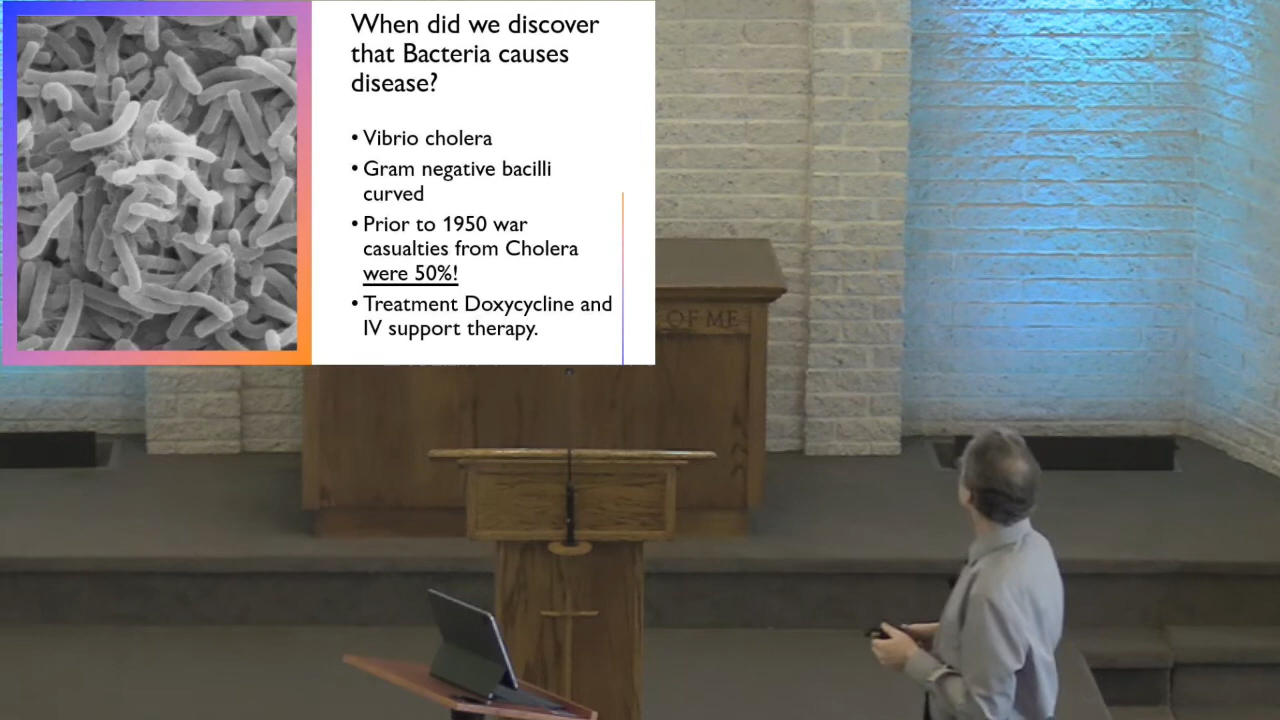 When did we discover
that Bacteria causes
disease?
• Vibrio cholera
• Gram negative bacilli
curved
• Prior to 1950 war
casualties from Cholera
were 50%!
• Treatment Doxycycline and
IV support therapy.
OF ME